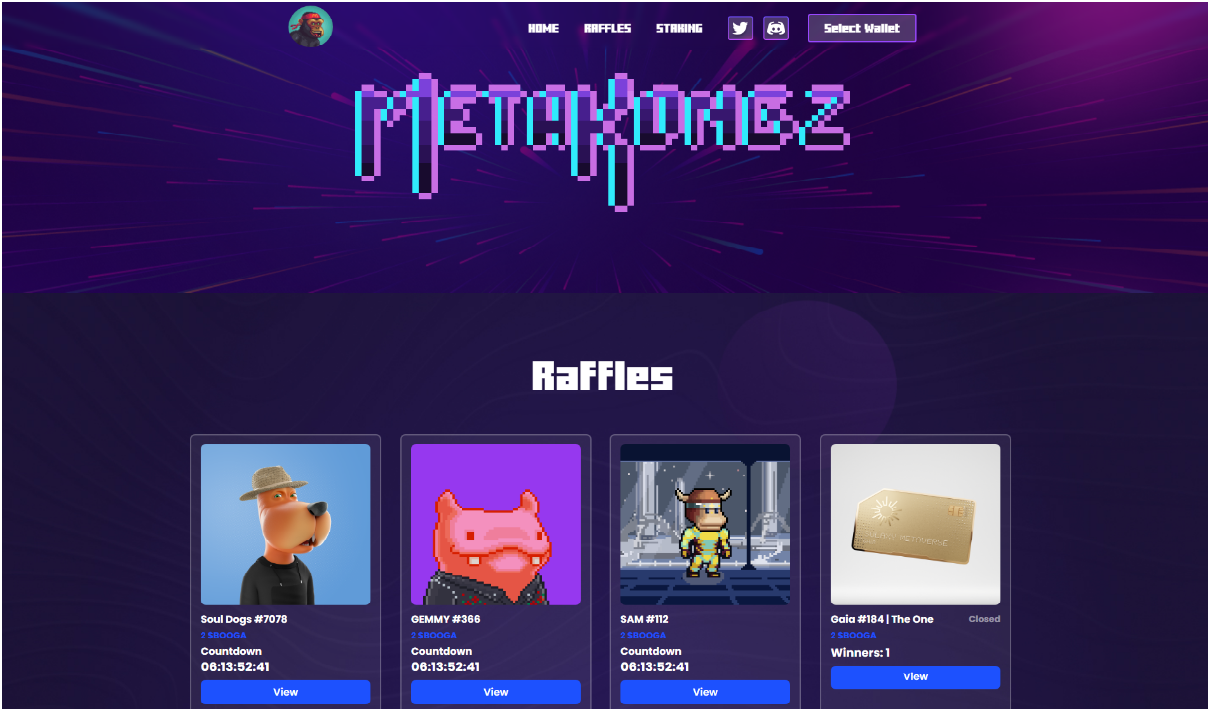 HOME RAFFLES STAKING Select Wallet
METAKONGZ
Raffles
Soul Dogs #7078
2 $BOOGA
Countdown
06:13:52:41
View
GEMMY #366
2 $BOOGA
Countdown
06:13:52:41
View
SAM #112
2 $BOOGA
Countdown
06:13:52:41
View
Gaia #184 | The One Closed
2 $BOOGA
Winners: 1
View